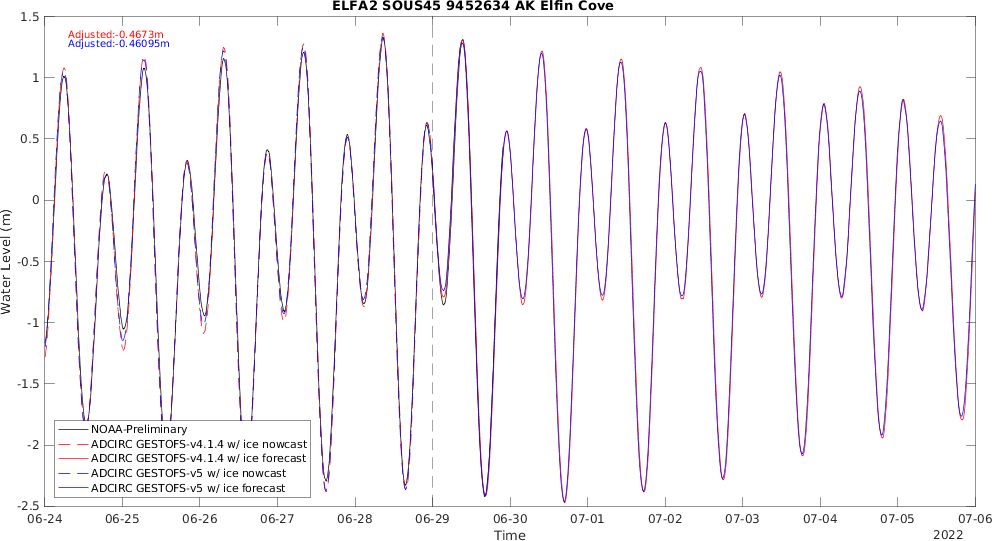 ELFA2 SOUS45 9452634 AK Elfin Cove
1.5
Adjusted:-0.4673m
Adjusted:-0.46095m
1
0.5
0
-0.5
-1
-1.5
-2
-2.5
Water Level (m)
NOAA-Preliminary
ADCIRC GESTOFS-v4.1.4 w/ ice nowcast
ADCIRC GESTOFS-v4.1.4 w/ ice forecast
ADCIRC GESTOFS-v5 w/ ice nowcast
ADCIRC GESTOFS-v5 w/ ice forecast
06-24 06-25 06-26 06-27 06-28 06-29 06-30 07-01 07-02 07-03 07-04 07-05 07-06
Time
2022